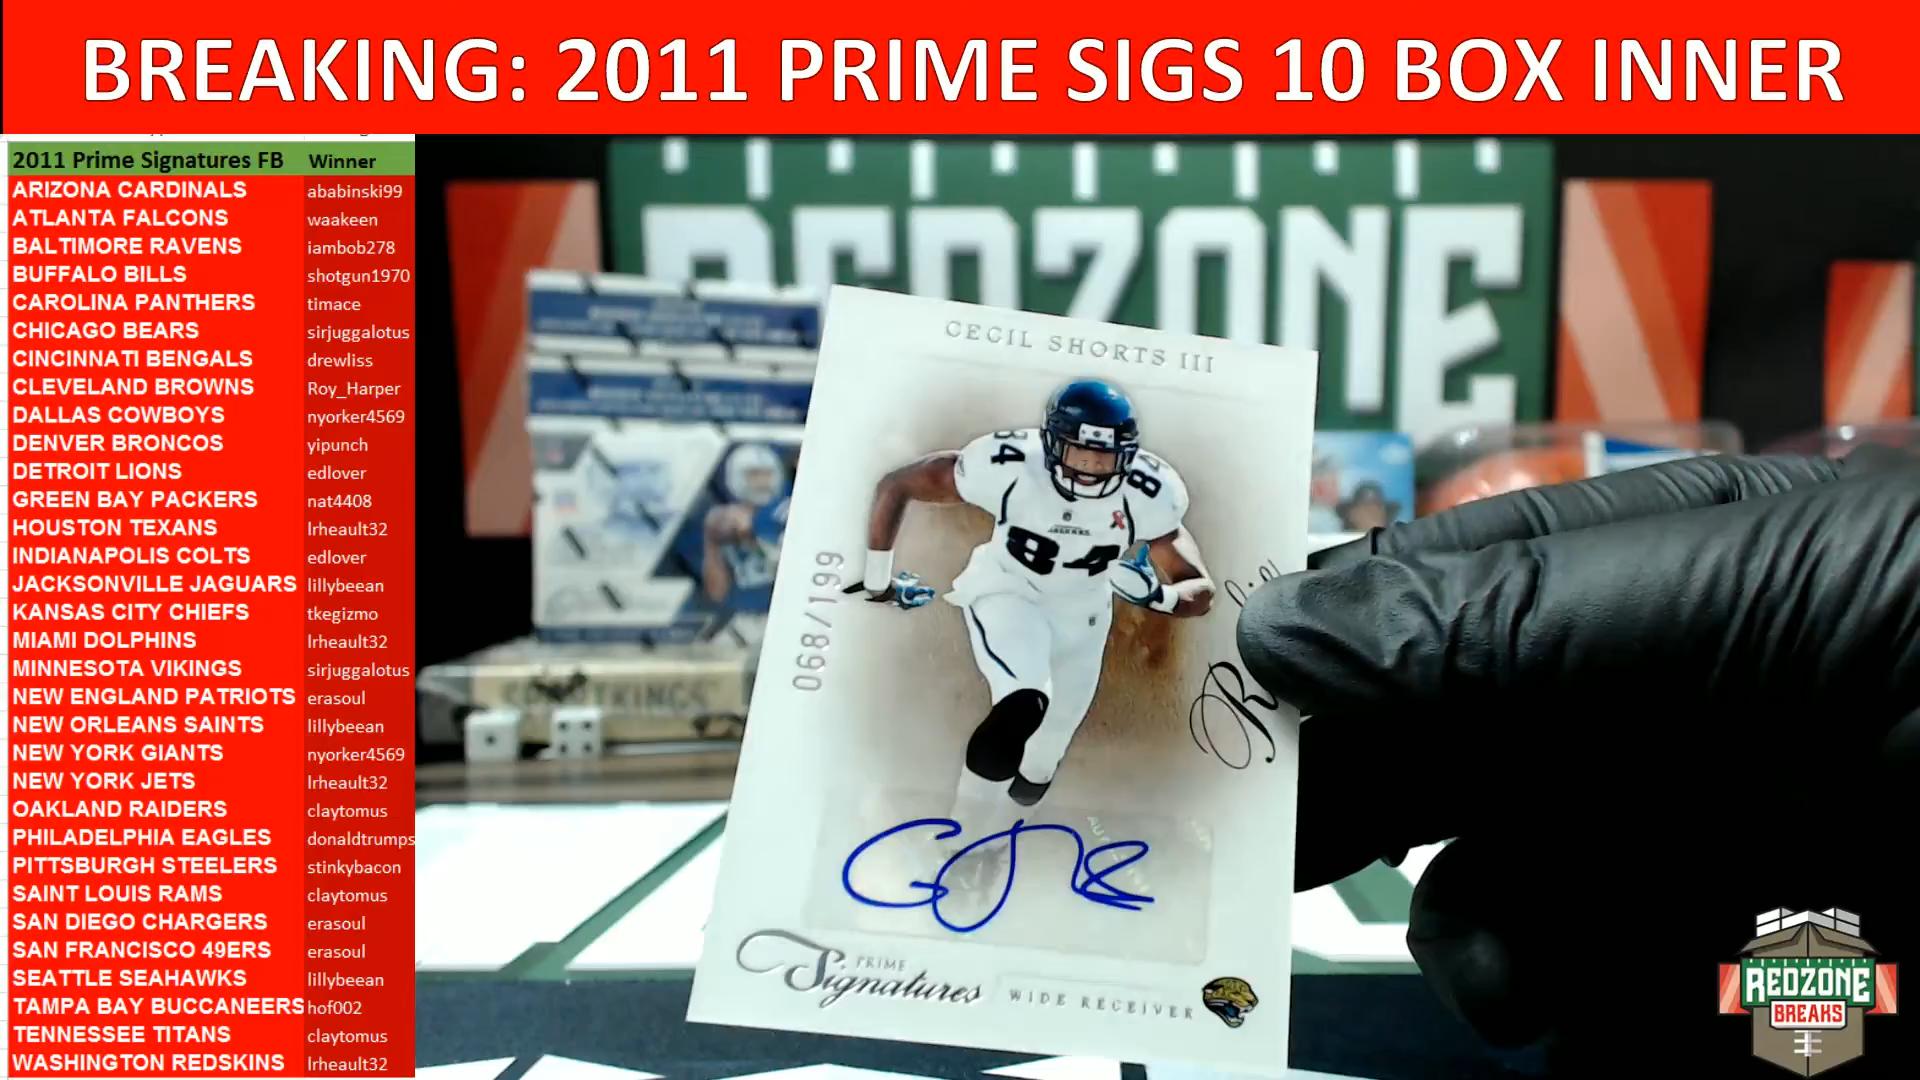 BREAKING: 2011 PRIME SIGS 10 BOX INNER
2011 Prime Signatures FB Winner
ARIZONA CARDINALS ababinski99
ATLANTA FALCONS waakeen
BALTIMORE RAVENS iambob278
BUFFALO BILLS shotgun1970
CAROLINA PANTHERS timace
CHICAGO BEARS sirjuggalotus
CINCINNATI BENGALS drewliss
CLEVELAND BROWNS Roy_Harper
DALLAS COWBOYS nyorker4569
DENVER BRONCOS yipunch
DETROIT LIONS edlover
GREEN BAY PACKERS nat4408
HOUSTON TEXANS lrheault32
INDIANAPOLIS COLTS edlover
JACKSONVILLE JAGUARS lillybeean
KANSAS CITY CHIEFS tkegizmo
MIAMI DOLPHINS lrheault32
MINNESOTA VIKINGS sirjuggalotus
NEW ENGLAND PATRIOTS erasoul
NEW ORLEANS SAINTS lillybeean
NEW YORK GIANTS nyorker4569
NEW YORK JETS lrheault32
OAKLAND RAIDERS claytomus
PHILADELPHIA EAGLES donaldtrumps
PITTSBURGH STEELERS stinkybacon
SAINT LOUIS RAMS claytomus
SAN DIEGO CHARGERS erasoul
SAN FRANCISCO 49ERS erasoul
SEATTLE SEAHAWKS lillybeean
TAMPA BAY BUCCANEERS hof002
TENNESSEE TITANS claytomus
WASHINGTON REDSKINS lrheault32
REDZONE
CECIL SHORTS III
84
84
84
JAGUARS
068/199
PRIME
Signatures
WIDE RECEIVER
REDZONE
BREAKS